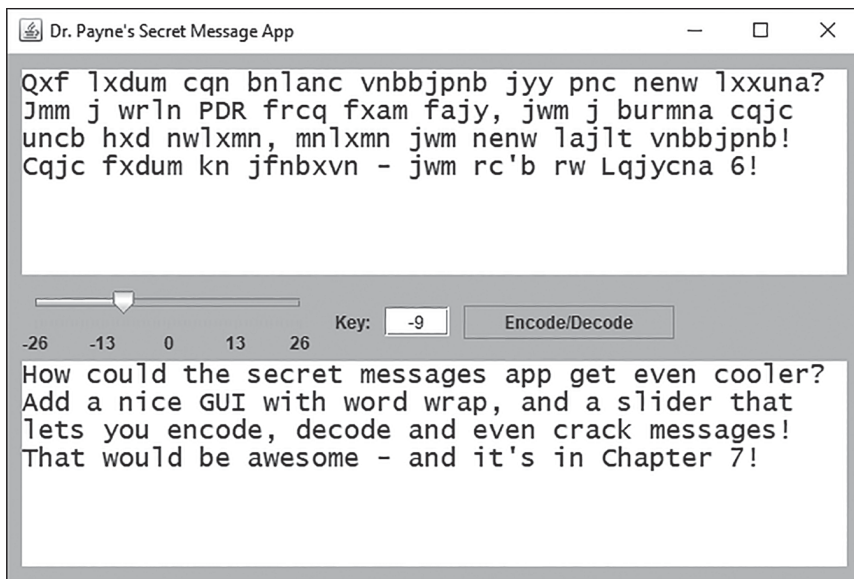 Dr. Payne's Secret Message App
Qxf lxdum cqn bnlanc vnbbjpnb jyy pnc nenw lxxuna?
Jmm j wrln PDR frcq fxam fajy, jwm j burmna cqjc
uncb hxd nwlxmn, mnlxmn jwm nenw lajlt vnbbjpnb!
Cqjc fxdum kn jfnbxvn - jwm rc'b rw Lqjycna 6!
-26 -13 0 13 26
Key: -9 Encode/Decode
How could the secret messages app get even cooler?
Add a nice GUI with word wrap, and a slider that
lets you encode, decode and even crack messages!
That would be awesome - and it's in Chapter 7!